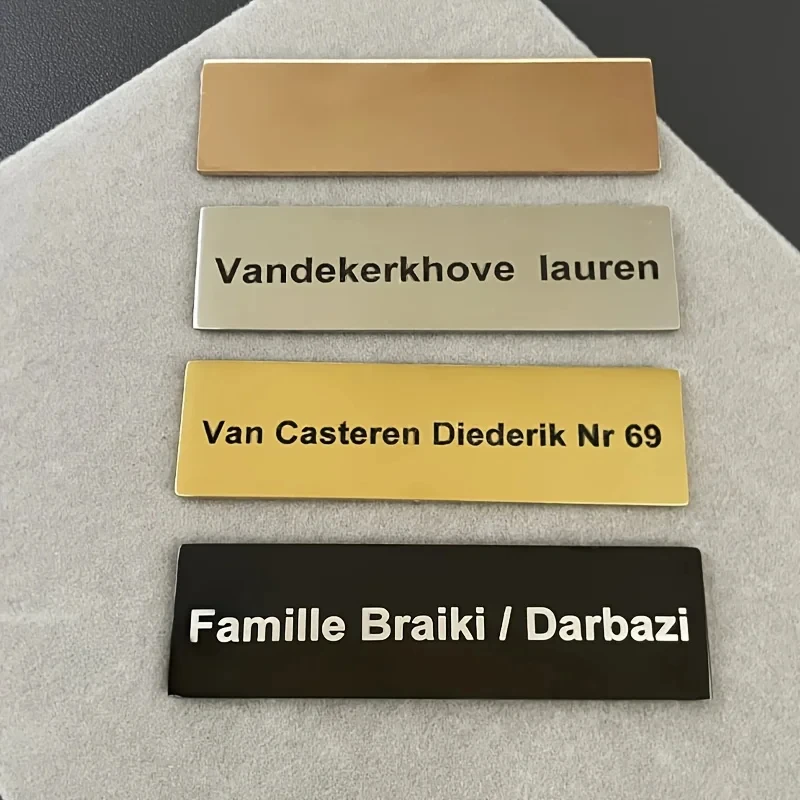 Vandekerkhove lauren
Van Casteren Diederik Nr 69
Famille Braiki / Darbazi